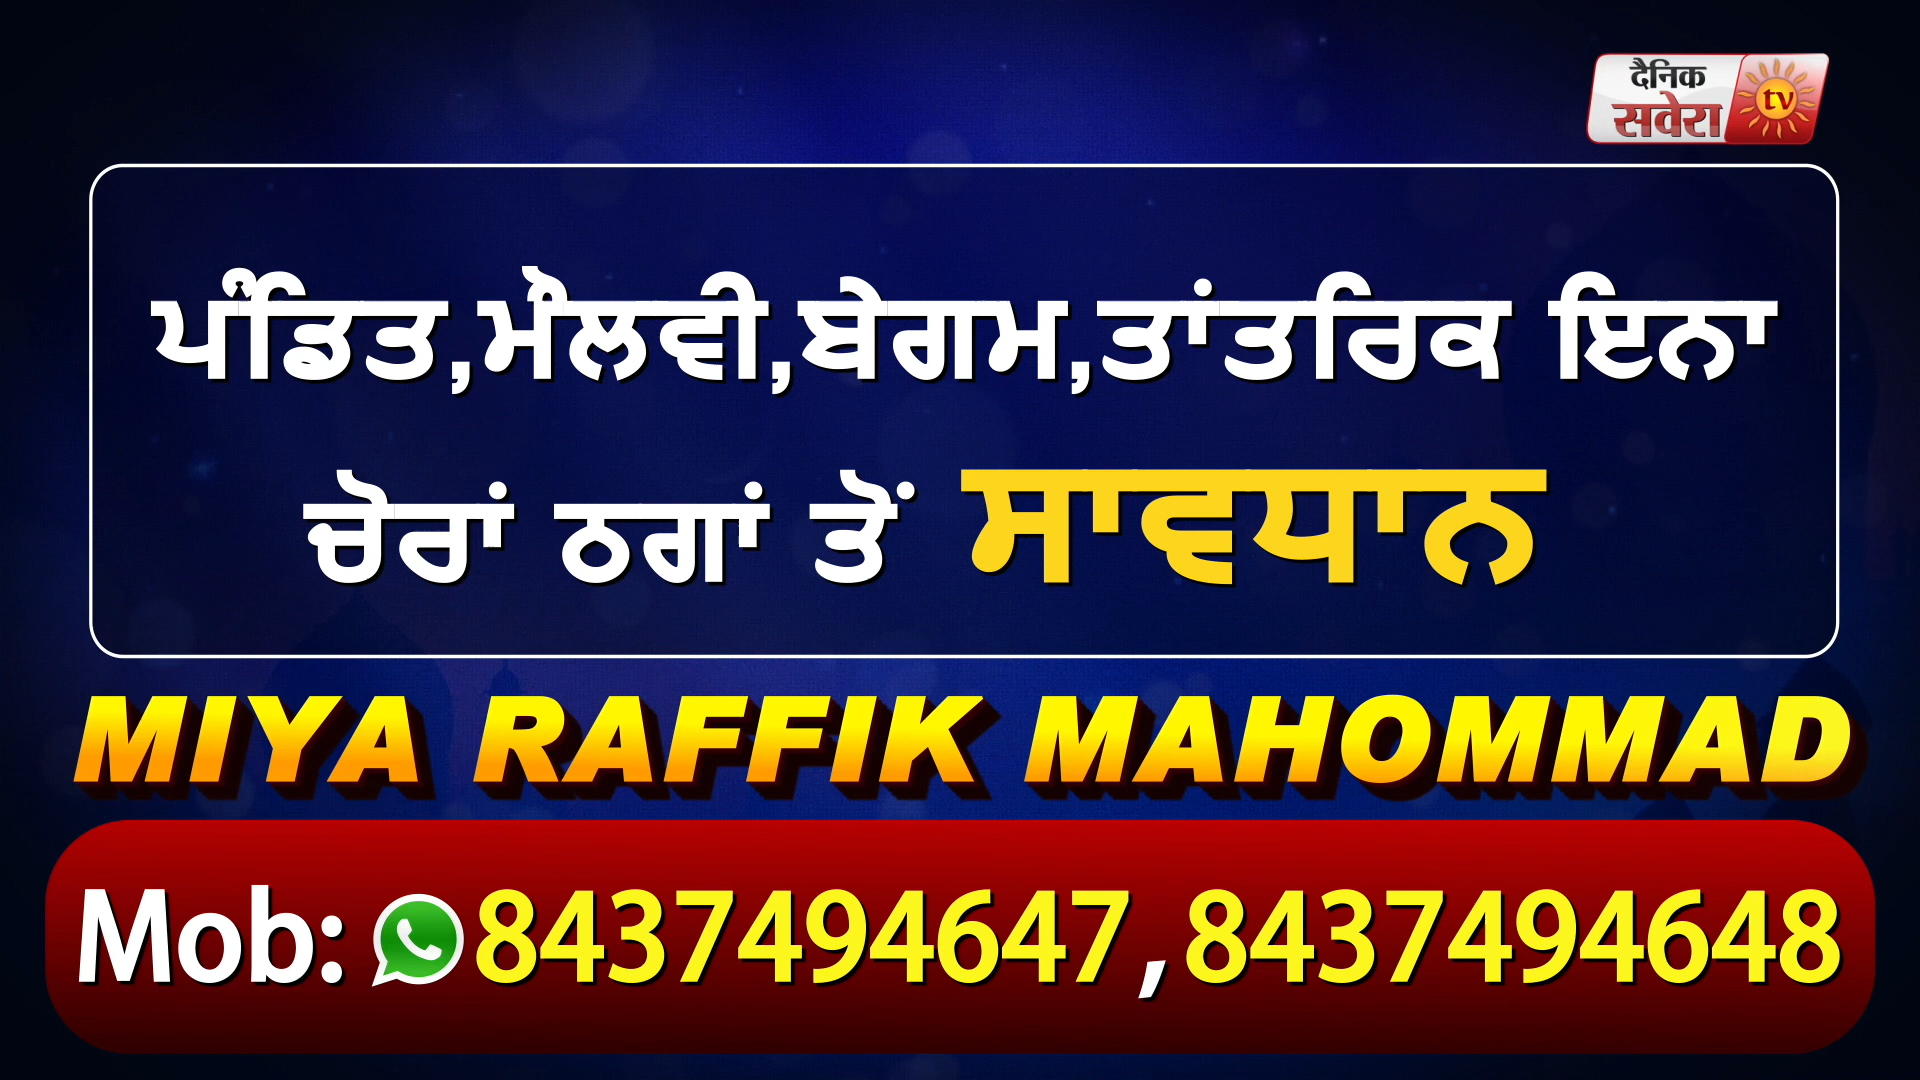 दैनिक
सवेरा tv
ਪੰਡਿਤ,ਮੌਲਵੀ,ਬੇਗਮ,ਤਾਂਤਰਿਕ ਇਨਾ
ਚੋਰਾਂ ਠਗਾਂ ਤੋਂ ਸਾਵਧਾਨ
MIYA RAFFIK MAHOMMAD
Mob: 8437494647, 8437494648